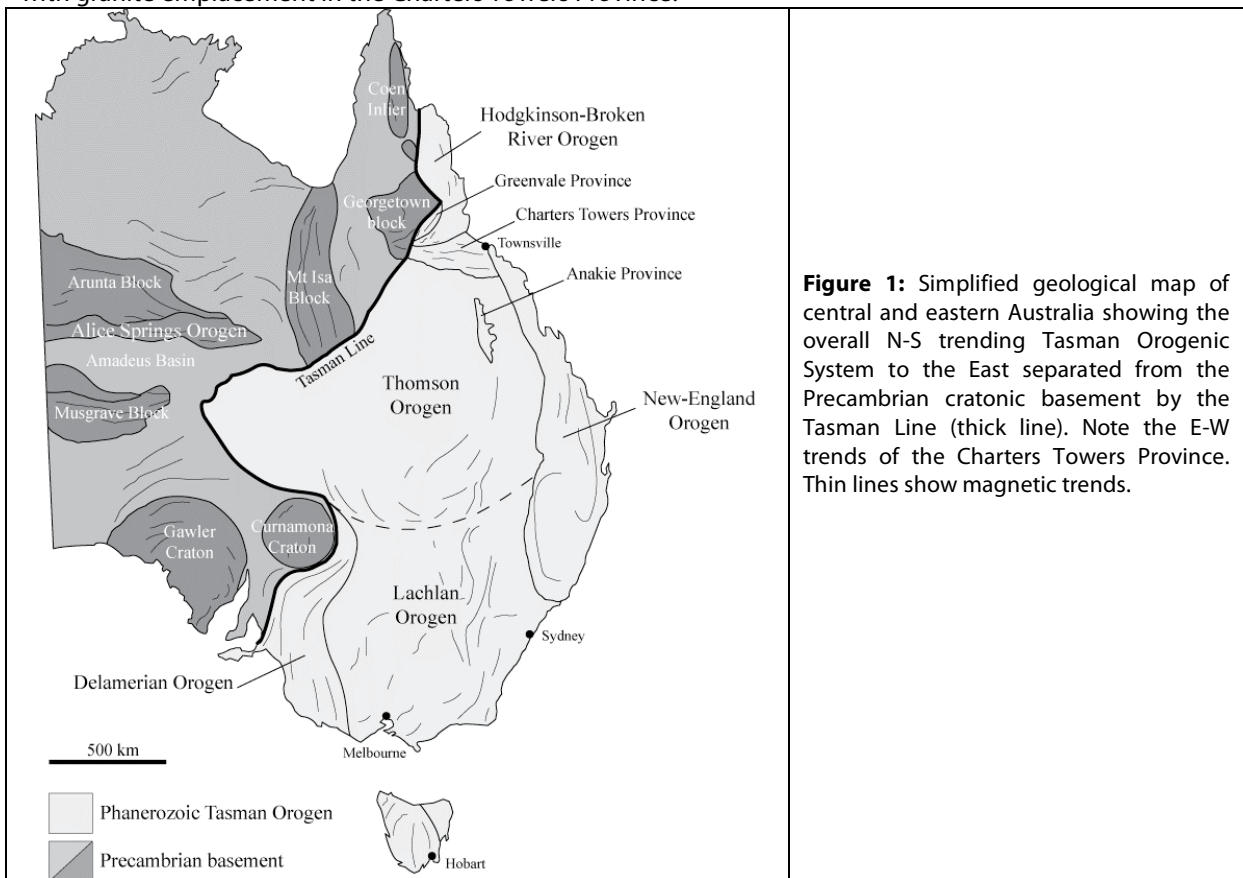 with granite emplacement in the Charters Towers Province.
Coen
Inlier
Hodgkinson-Broken
River Orogen
Greenvale Province
Georgetown
block
Charters Towers Province
Townsville
Anakie Province
Arunta Block
Mt Isa
Block
Alice Springs Orogen
Amadeus Basin
Tasman Line
Thomson
Orogen
New-England
Orogen
Musgrave Block
Gawler
Craton
Curnamona
Craton
Lachlan
Orogen
Sydney
Delamerian Orogen
Melbourne
500 km
Phanerozoic Tasman Orogen
Precambrian basement
Hobart
Figure 1: Simplified geological map of
central and eastern Australia showing the
overall N-S trending Tasman Orogenic
System to the East separated from the
Precambrian cratonic basement by the
Tasman Line (thick line). Note the E-W
trends of the Charters Towers Province.
Thin lines show magnetic trends.